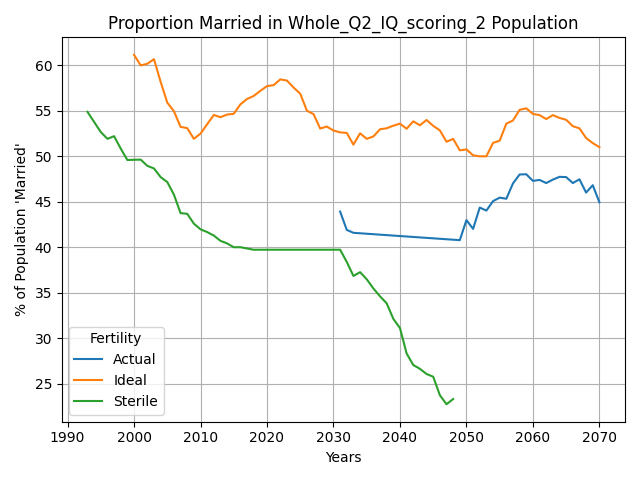 Proportion Married in Whole_Q2_IQ_scoring_2 Population
% of Population 'Married'
60
55
50
45
40
35
30
25
Fertility
Actual
Ideal
Sterile
1990 2000 2010 2020 2030 2040 2050 2060 2070
Years